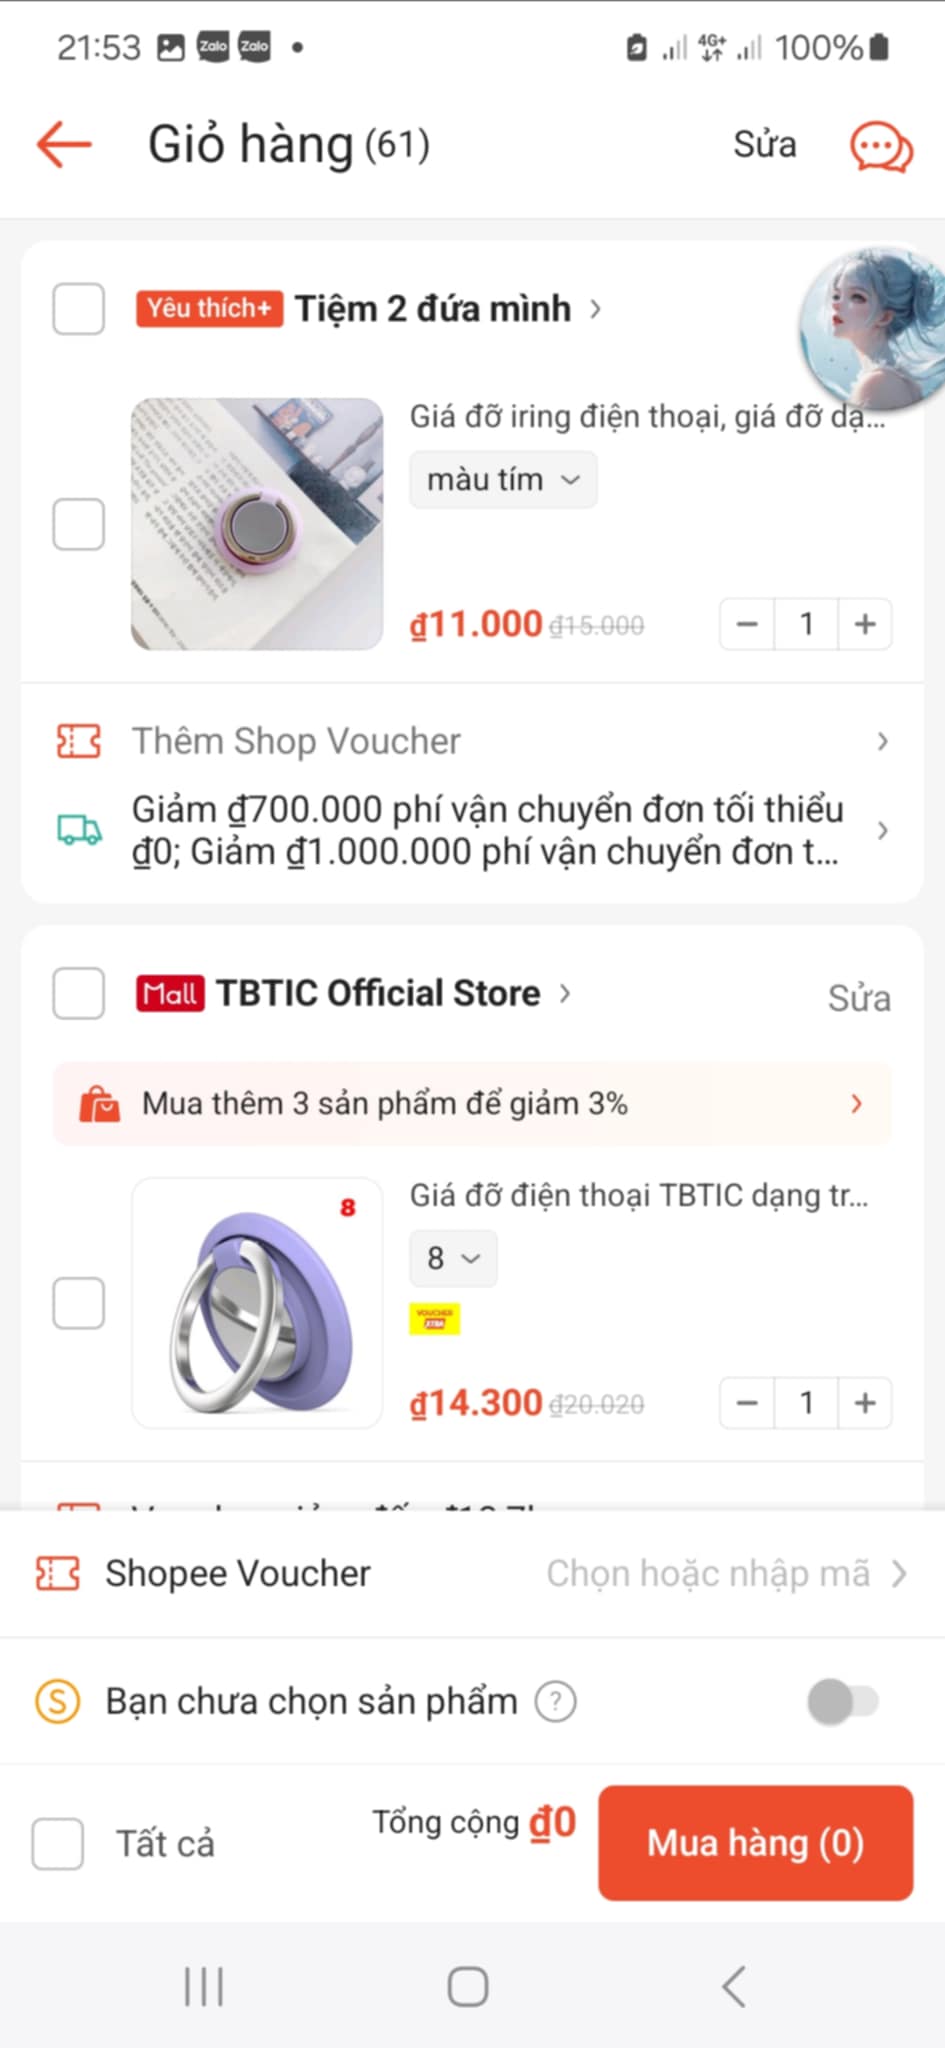 21:53 Zalo Zalo 4G+ 100%
Giỏ hàng (61) Sửa
Yêu thích+ Tiệm 2 đứa mình
Giá đỡ iring điện thoại, giá đỡ dạ...
màu tím
₫11.000 ₫15.000 1
Thêm Shop Voucher
Giảm ₫700.000 phí vận chuyển đơn tối thiểu
₫0; Giảm ₫1.000.000 phí vận chuyển đơn t...
Mall TBTIC Official Store Sửa
Mua thêm 3 sản phẩm để giảm 3%
8
Giá đỡ điện thoại TBTIC dạng tr...
8
VOUCHER
XTRA
₫14.300 ₫20.020 1
Shopee Voucher Chọn hoặc nhập mã
Bạn chưa chọn sản phẩm ?
Tất cả Tổng cộng ₫0 Mua hàng (0)